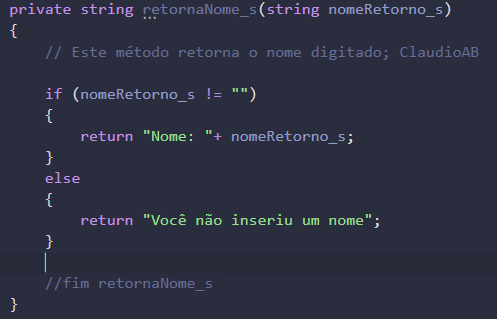 private string retornaNome_s(string nomeRetorno_s)
{
    // Este método retorna o nome digitado; ClaudioAB
    if (nomeRetorno_s != "")
    {
        return "Nome: "+ nomeRetorno_s;
    }
    else
    {
        return "Você não inseriu um nome";
    }
    //fim retornaNome_s
}